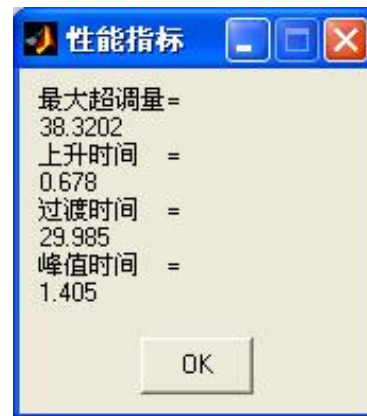 性能指标
最大超调量=
38.3202
上升时间 =
0.678
过渡时间 =
29.985
峰值时间 =
1.405
OK